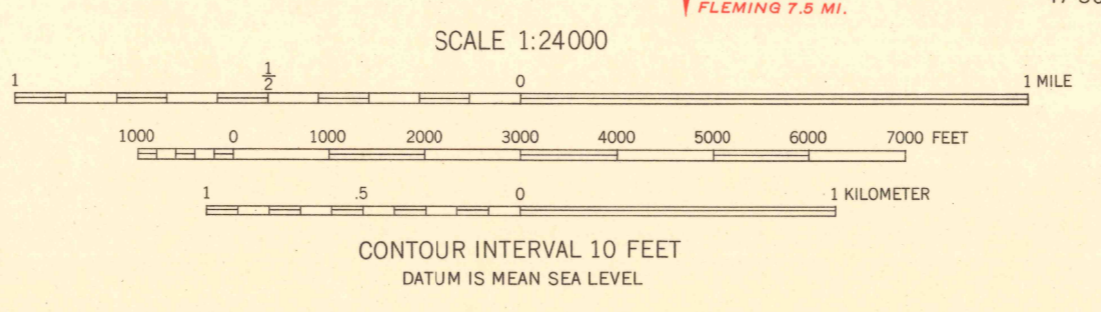 FLEMING 7.5 MI.
SCALE 1:24000
1 1/2 0 1 MILE
1000 0 1000 2000 3000 4000 5000 6000 7000 FEET
1 .5 0 1 KILOMETER
CONTOUR INTERVAL 10 FEET
DATUM IS MEAN SEA LEVEL